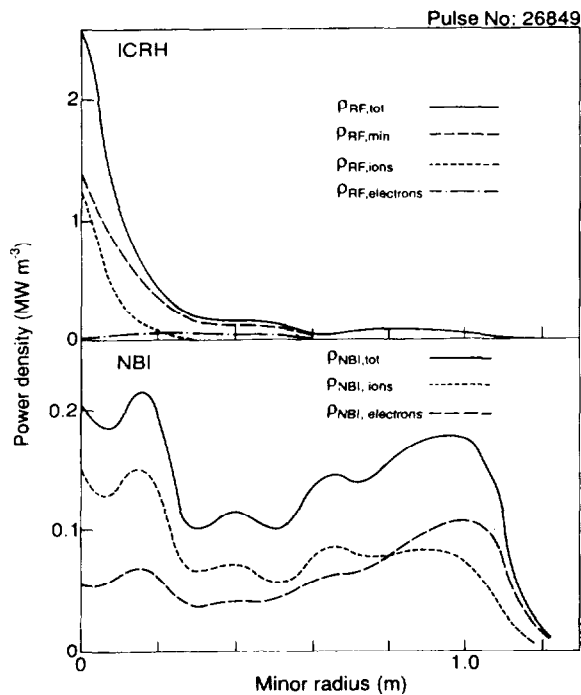 Pulse No: 26849
ICRH
2
1
0
ρRF,tot
ρRF,min
ρRF,ions
ρRF,electrons
Power density (MW m⁻³)
NBI
0.2
0.1
0
ρNBI,tot
ρNBI, ions
ρNBI, electrons
0
1.0
Minor radius (m)